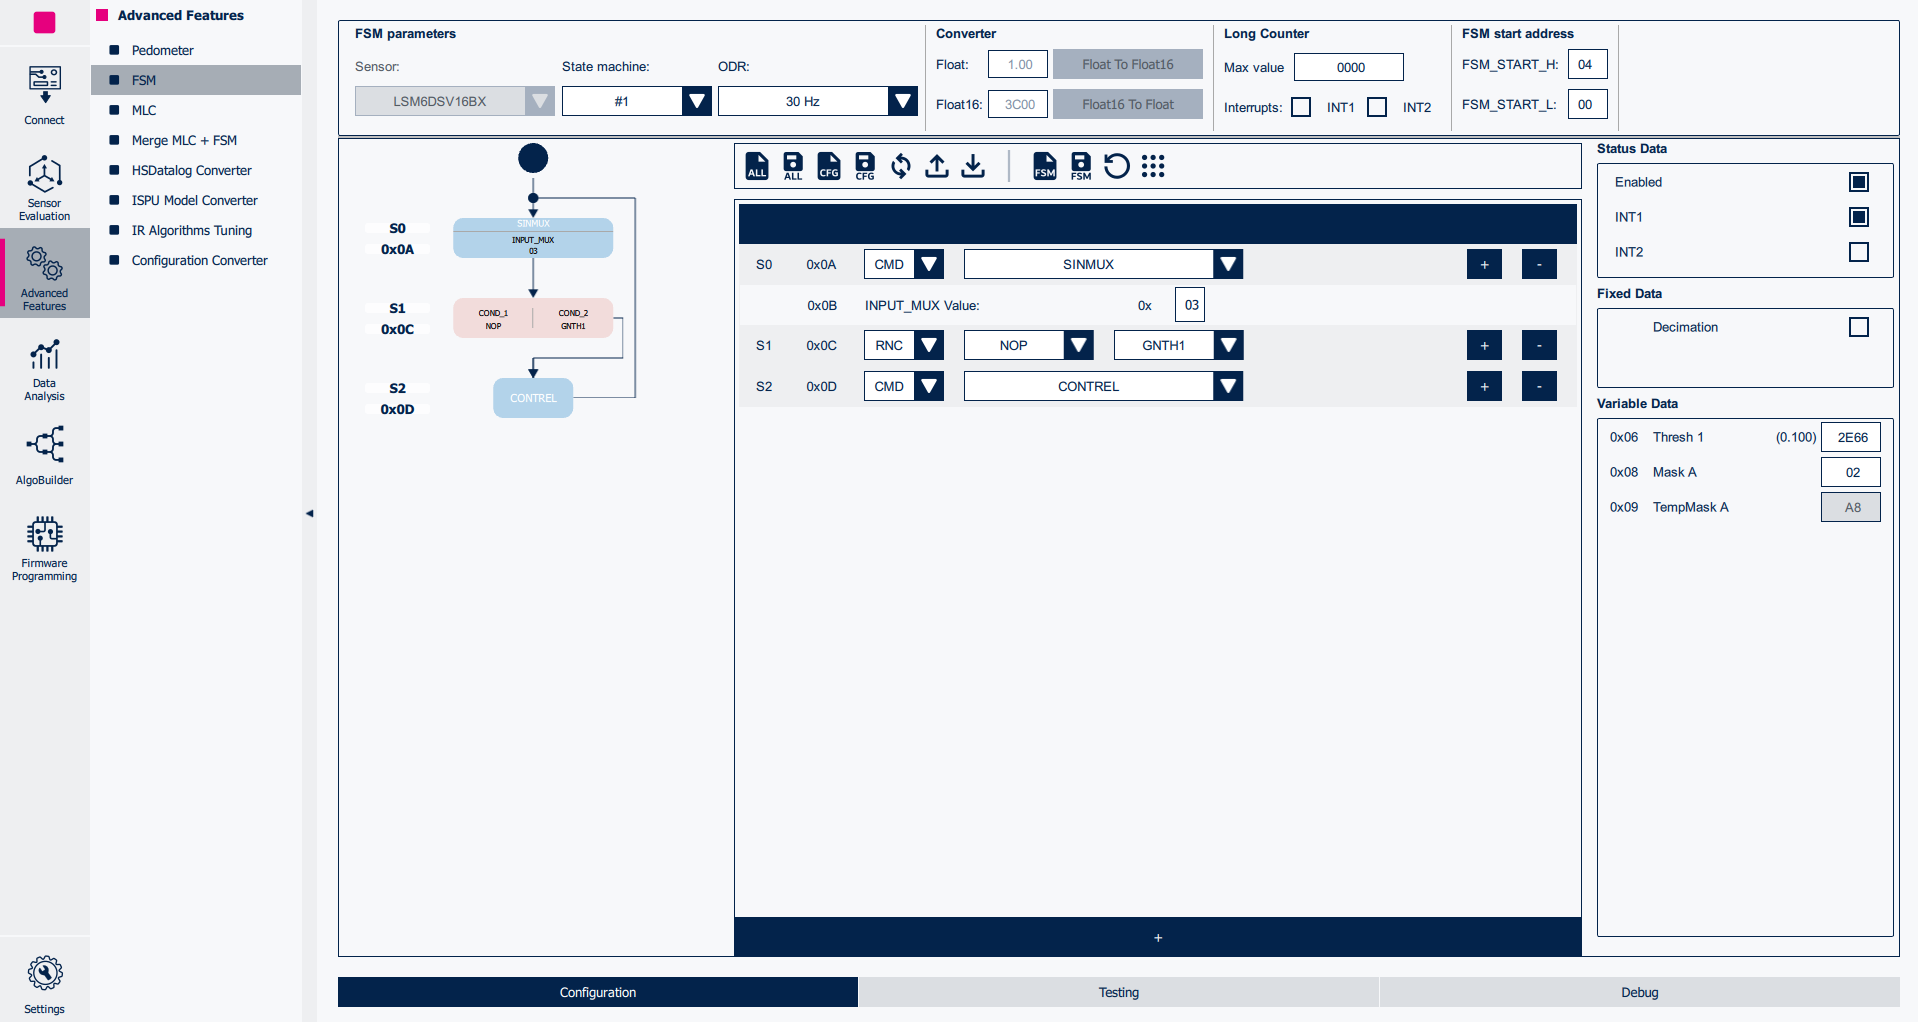 Connect
Sensor
Evaluation
Advanced
Features
Data
Analysis
AlgoBuilder
Firmware
Programming
Settings
Advanced Features
Pedometer
FSM
MLC
Merge MLC + FSM
HSDatalog Converter
ISPU Model Converter
IR Algorithms Tuning
Configuration Converter
FSM parameters
Sensor:
State machine:
ODR:
LSM6DSV16BX
#1
30 Hz
Converter
Float:
1.00
Float To Float16
Float16:
3C00
Float16 To Float
Long Counter
Max value
0000
Interrupts:
INT1
INT2
FSM start address
FSM_START_H:
04
FSM_START_L:
00
S0
0x0A
SINMUX
INPUT_MUX
03
S1
0x0C
COND_1
NOP
COND_2
GNTH1
S2
0x0D
CONTREL
ALL
ALL
CFG
CFG
FSM
FSM
S0 0x0A CMD SINMUX + -
0x0B INPUT_MUX Value: 0x 03
S1 0x0C RNC NOP GNTH1 + -
S2 0x0D CMD CONTREL + -
+
Status Data
Enabled
INT1
INT2
Fixed Data
Decimation
Variable Data
0x06 Thresh 1 (0.100) 2E66
0x08 Mask A 02
0x09 TempMask A A8
Configuration
Testing
Debug